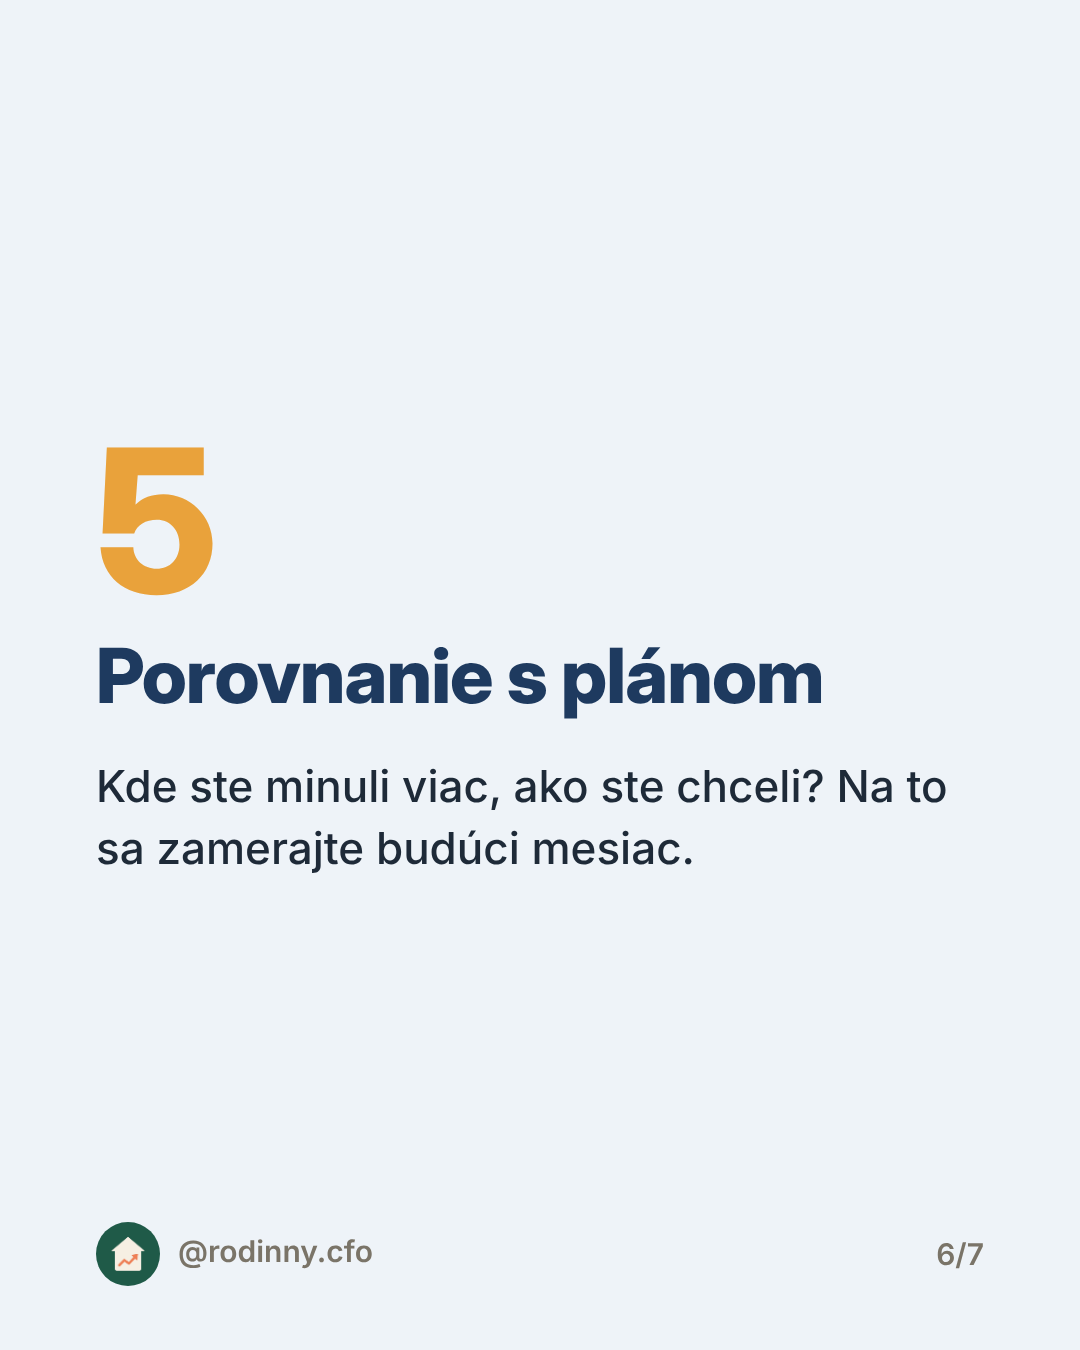 5
Porovnanie s plánom
Kde ste minuli viac, ako ste chceli? Na to
sa zamerajte budúci mesiac.
@rodinny.cfo
6/7